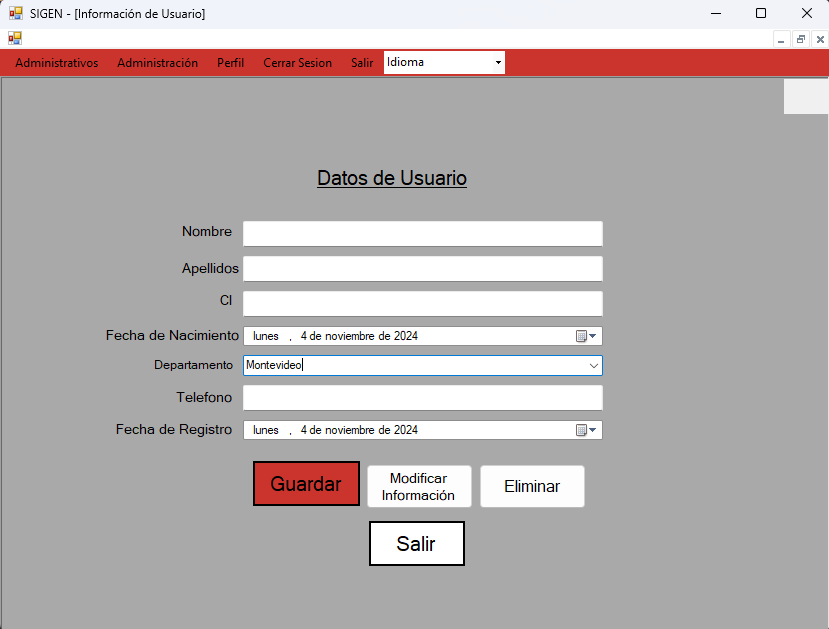 SIGEN - [Información de Usuario]
Administrativos Administración Perfil Cerrar Sesion Salir Idioma
Datos de Usuario
Nombre
Apellidos
CI
Fecha de Nacimiento lunes , 4 de noviembre de 2024
Departamento Montevideo
Telefono
Fecha de Registro lunes , 4 de noviembre de 2024
Guardar
Modificar
Información
Eliminar
Salir